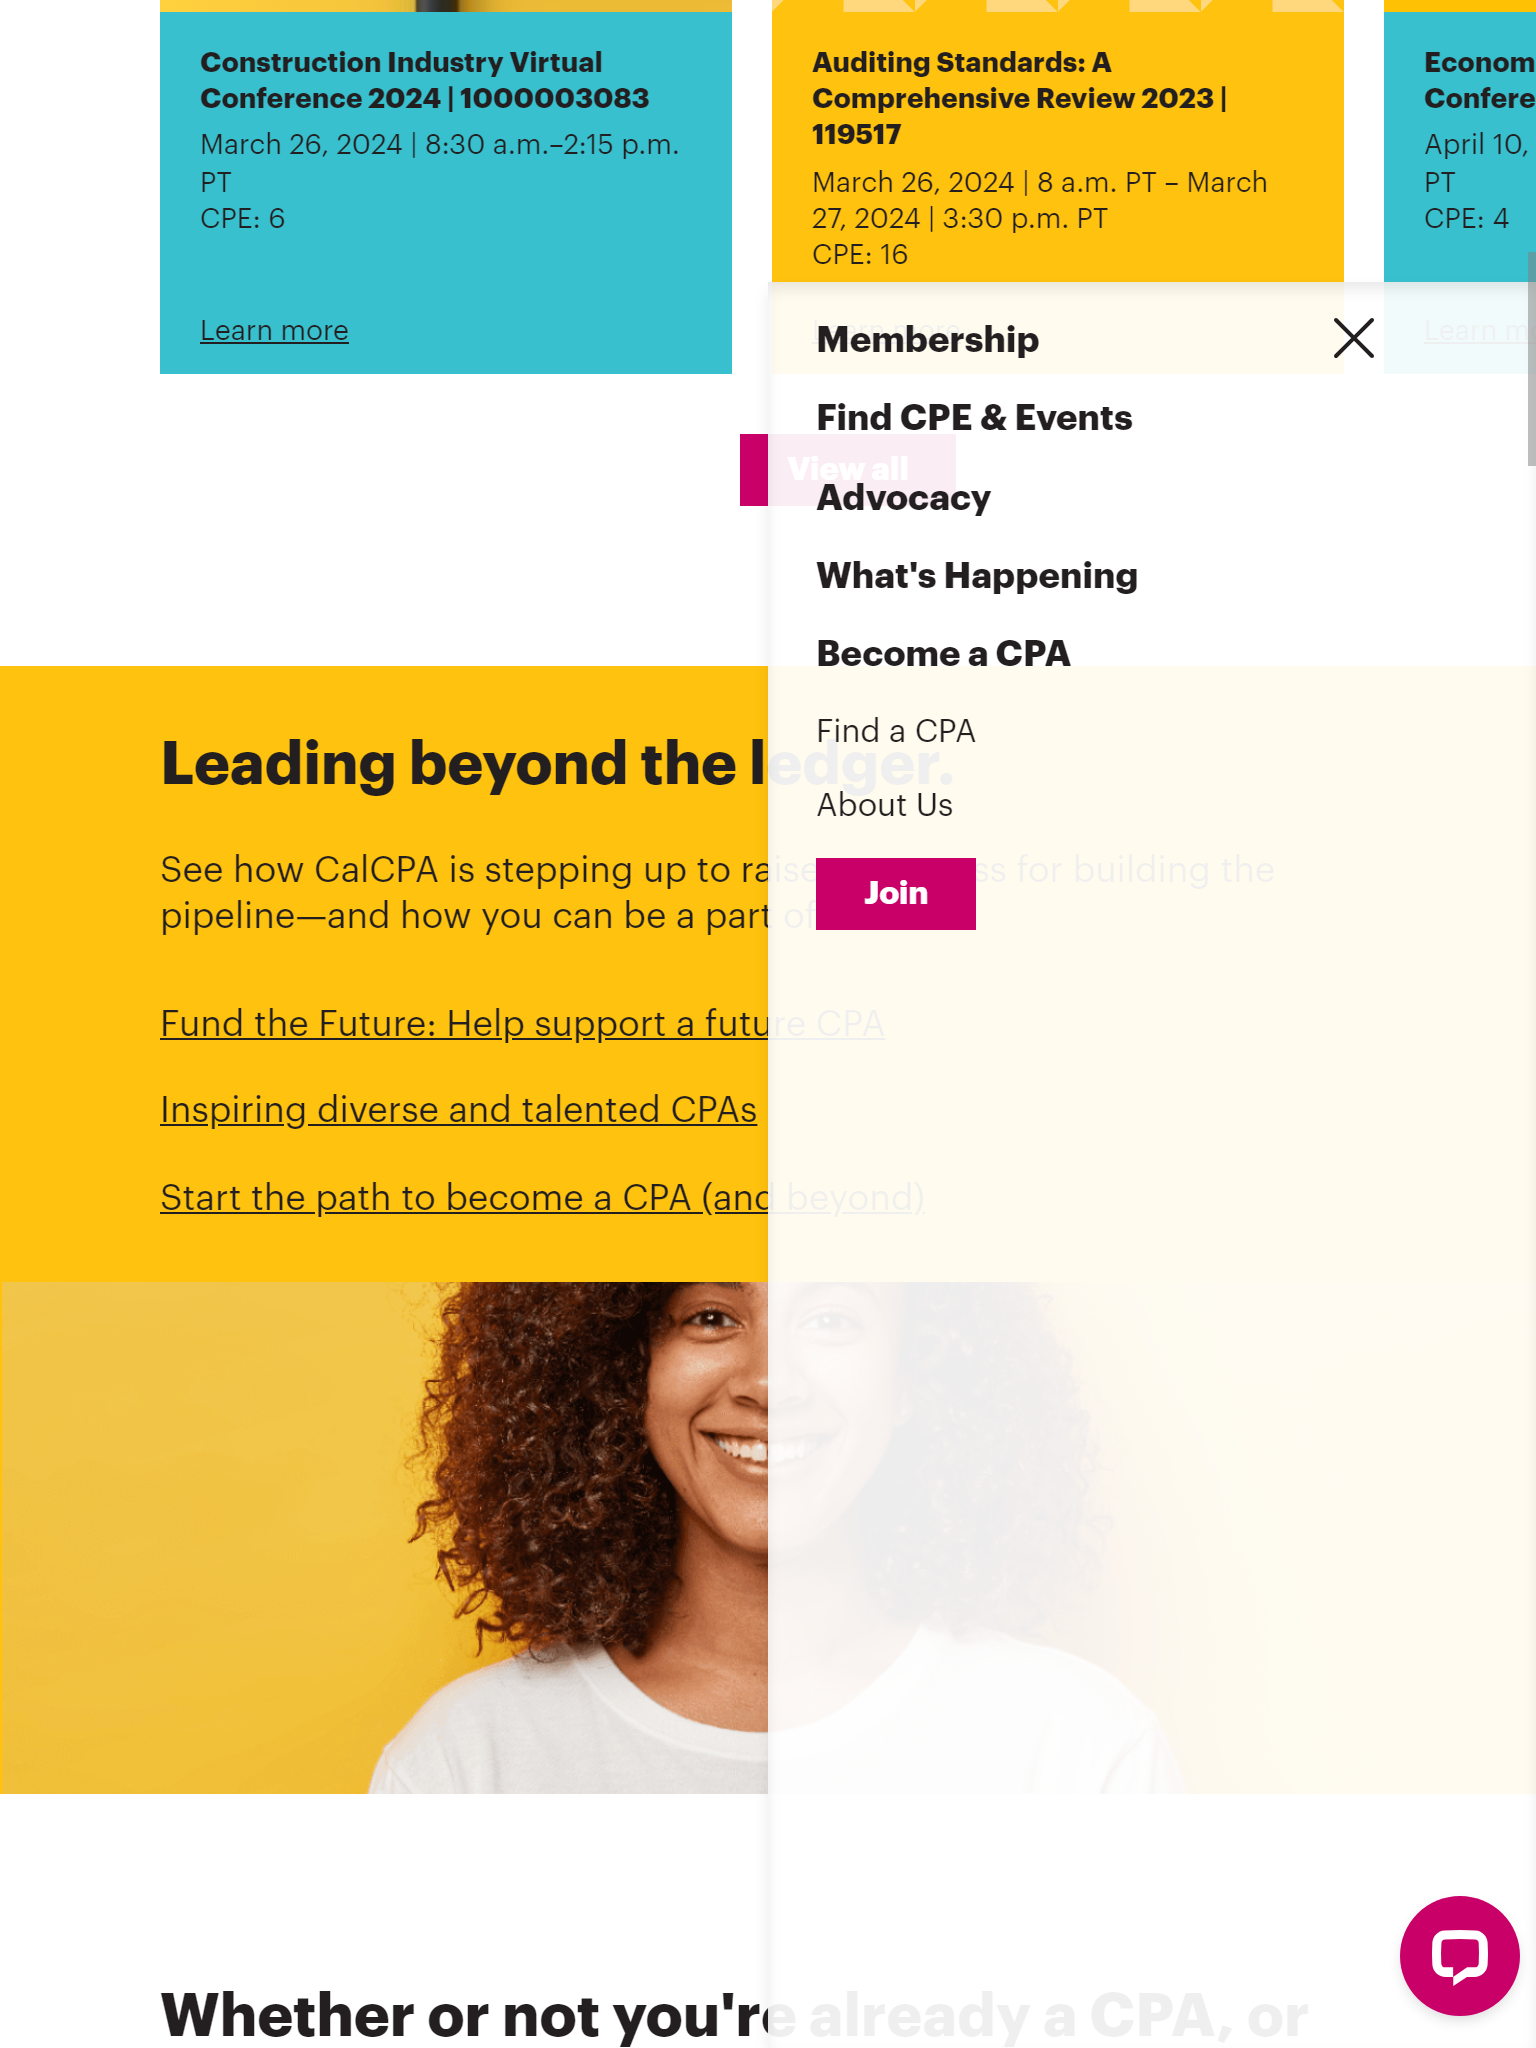 Construction Industry Virtual
Conference 2024 | 1000003083
March 26, 2024 | 8:30 a.m.–2:15 p.m.
PT
CPE: 6
Learn more
Auditing Standards: A
Comprehensive Review 2023 |
119517
March 26, 2024 | 8 a.m. PT – March
27, 2024 | 3:30 p.m. PT
CPE: 16
Learn more
Econom
Confere
April 10,
PT
CPE: 4
Learn m
Membership
Find CPE & Events
View all
Advocacy
What's Happening
Become a CPA
Find a CPA
About Us
Join
Leading beyond the ledger.
See how CalCPA is stepping up to raise ss for building the
pipeline—and how you can be a part of
Fund the Future: Help support a future CPA
Inspiring diverse and talented CPAs
Start the path to become a CPA (and beyond)
Whether or not you're already a CPA, or